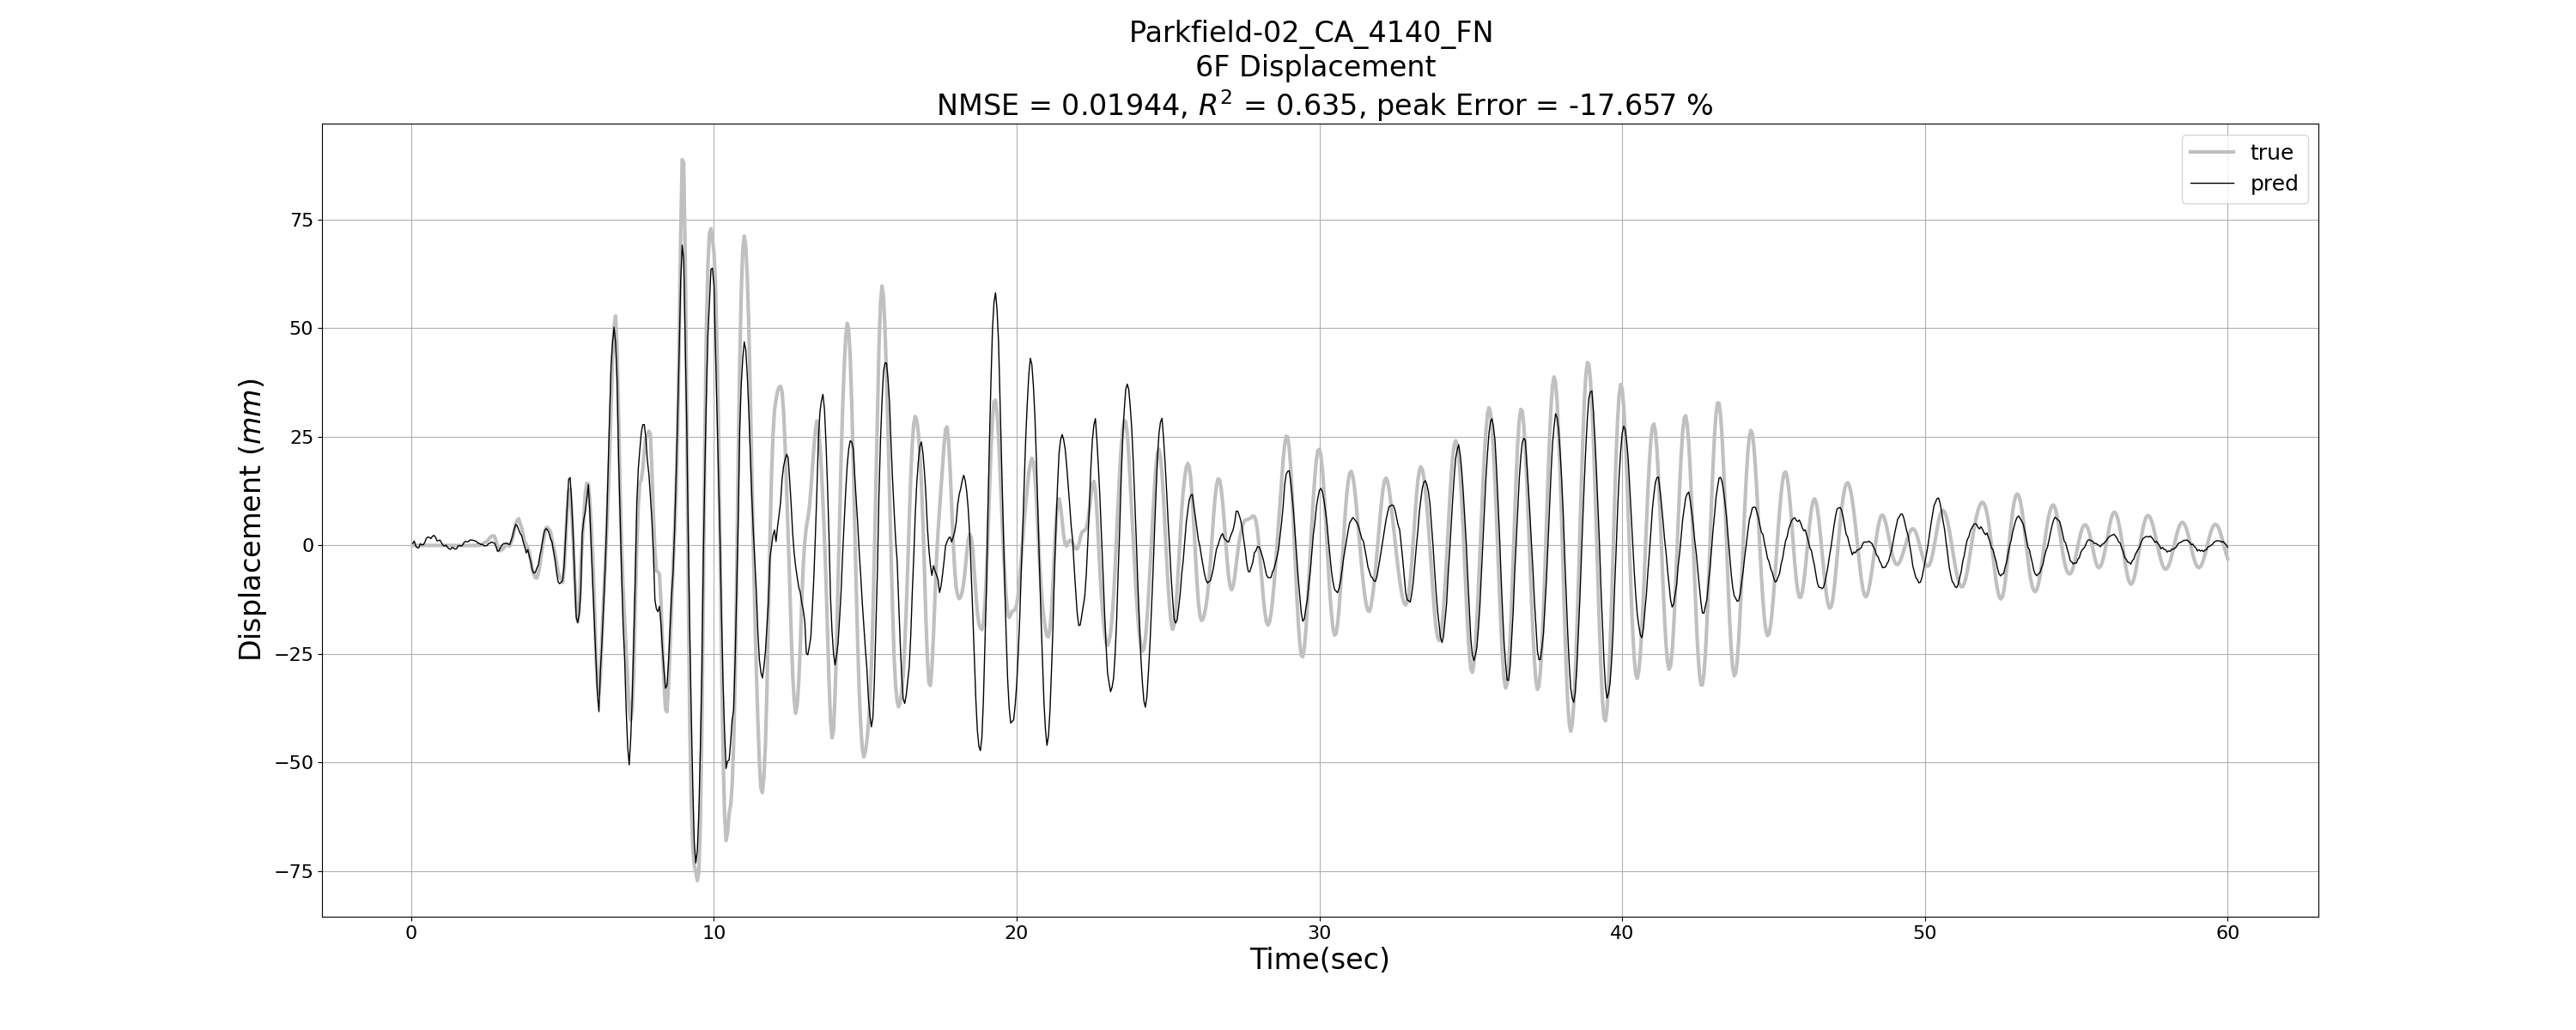 Parkfield-02_CA_4140_FN
6F Displacement
NMSE = 0.01944, R² = 0.635, peak Error = -17.657 %
true
pred
75
50
25
0
−25
−50
−75
Displacement (mm)
0 10 20 30 40 50 60
Time(sec)